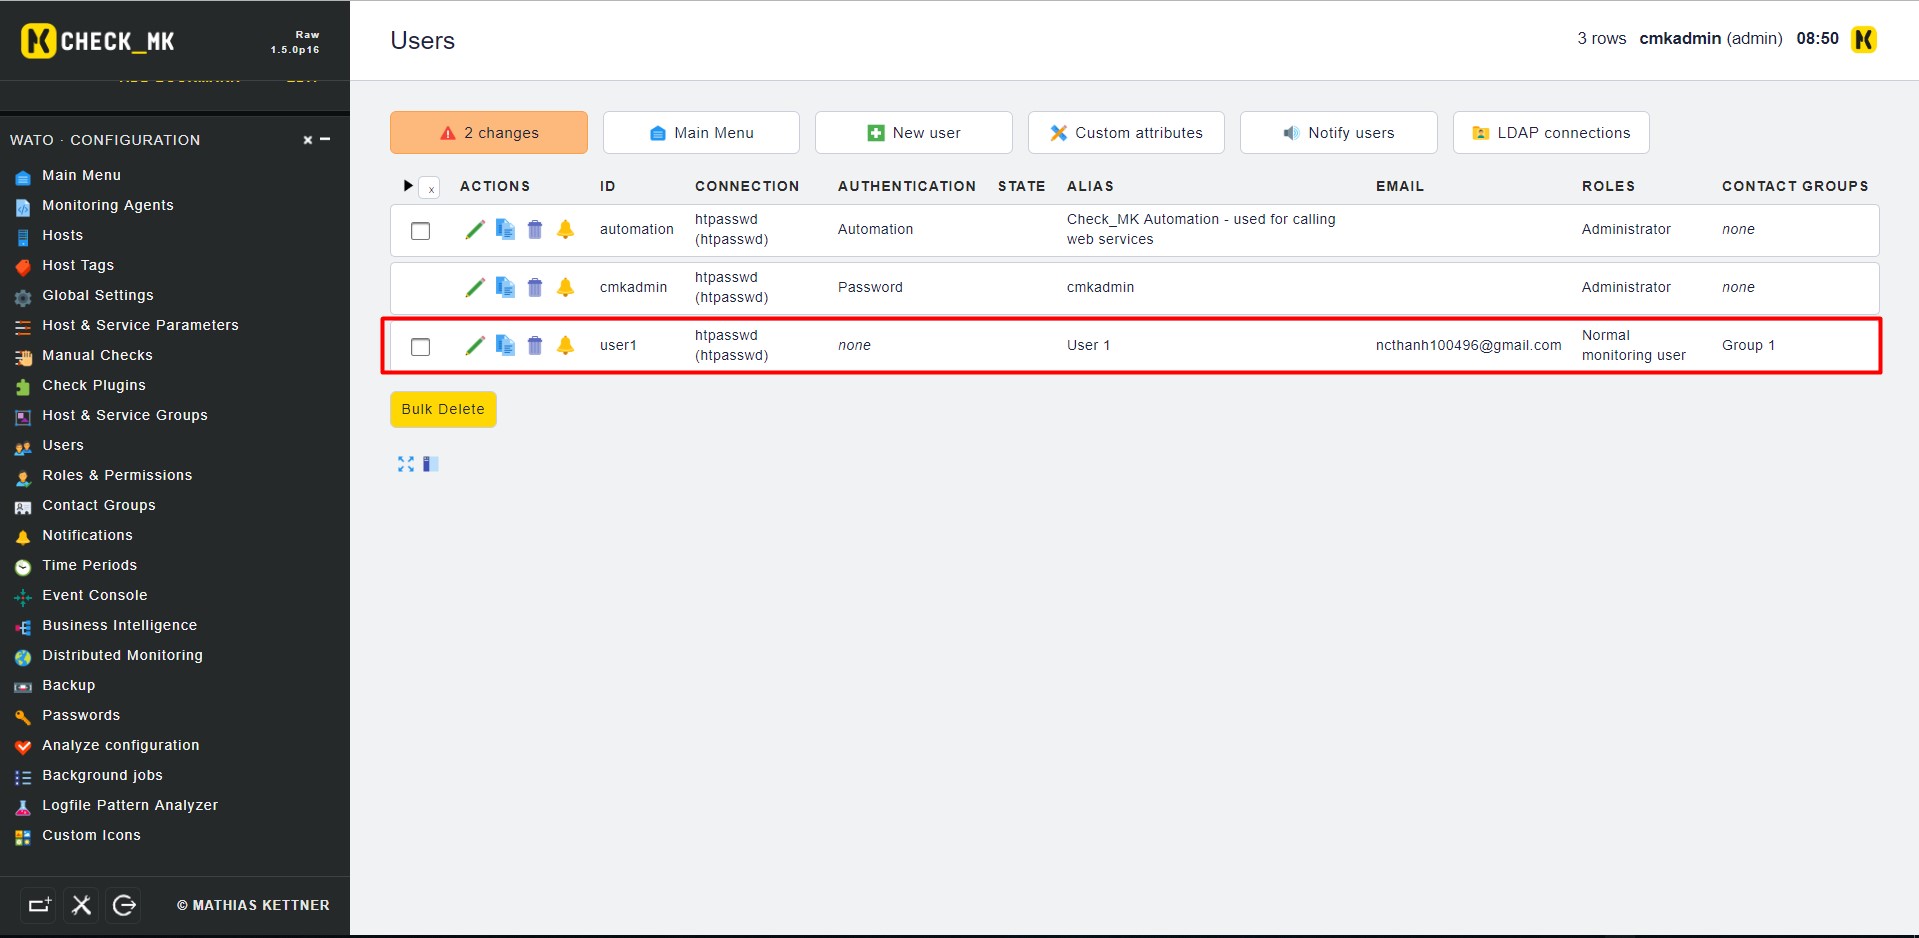 CHECK_MK
Raw
1.5.0p16
Users
3 rows cmkadmin (admin) 08:50
WATO · CONFIGURATION
Main Menu
Monitoring Agents
Hosts
Host Tags
Global Settings
Host & Service Parameters
Manual Checks
Check Plugins
Host & Service Groups
Users
Roles & Permissions
Contact Groups
Notifications
Time Periods
Event Console
Business Intelligence
Distributed Monitoring
Backup
Passwords
Analyze configuration
Background jobs
Logfile Pattern Analyzer
Custom Icons
© MATHIAS KETTNER
2 changes
Main Menu
New user
Custom attributes
Notify users
LDAP connections
x ACTIONS ID CONNECTION AUTHENTICATION STATE ALIAS EMAIL ROLES CONTACT GROUPS
automation htpasswd (htpasswd) Automation Check_MK Automation - used for calling web services Administrator none
cmkadmin htpasswd (htpasswd) Password cmkadmin Administrator none
user1 htpasswd (htpasswd) none User 1 ncthanh100496@gmail.com Normal monitoring user Group 1
Bulk Delete